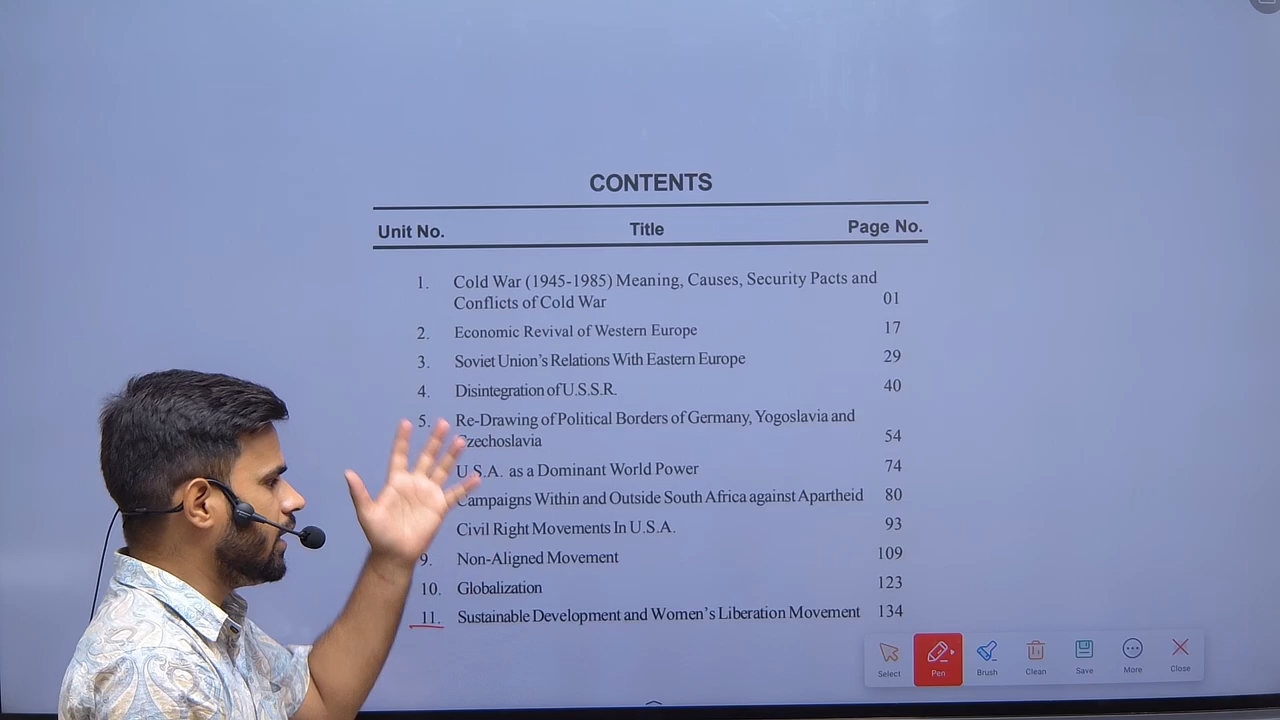 CONTENTS
Unit No. Title Page No.
1. Cold War (1945-1985) Meaning, Causes, Security Pacts and
Conflicts of Cold War 01
2. Economic Revival of Western Europe 17
3. Soviet Union's Relations With Eastern Europe 29
4. Disintegration of U.S.S.R. 40
5. Re-Drawing of Political Borders of Germany, Yogoslavia and
Czechoslavia 54
U.S.A. as a Dominant World Power 74
Campaigns Within and Outside South Africa against Apartheid 80
Civil Right Movements In U.S.A. 93
9. Non-Aligned Movement 109
10. Globalization 123
11. Sustainable Development and Women's Liberation Movement 134
Select Pen Brush Clean Save More Close